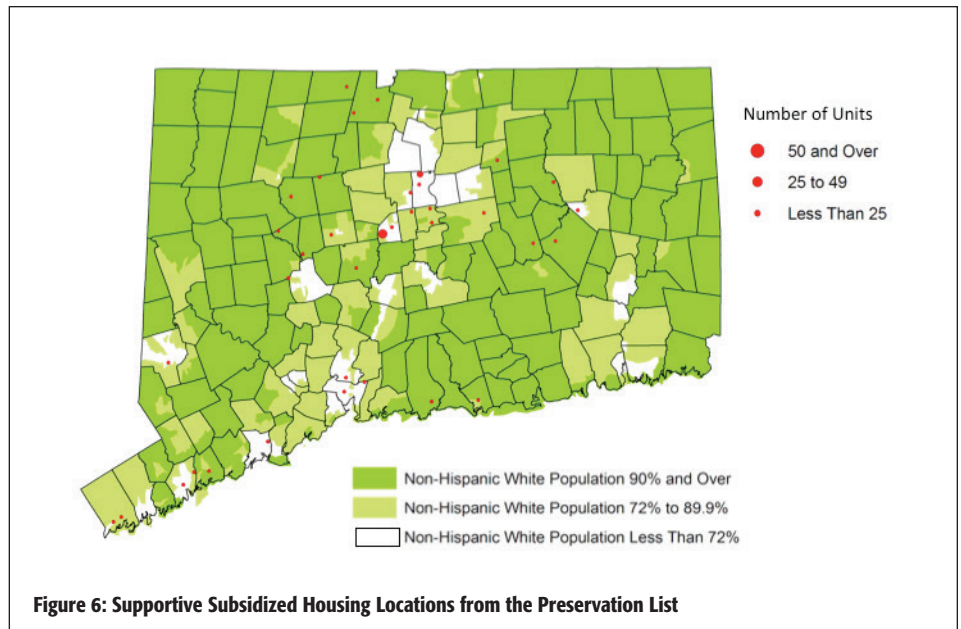 Number of Units
50 and Over
25 to 49
Less Than 25
Non-Hispanic White Population 90% and Over
Non-Hispanic White Population 72% to 89.9%
Non-Hispanic White Population Less Than 72%
Figure 6: Supportive Subsidized Housing Locations from the Preservation List